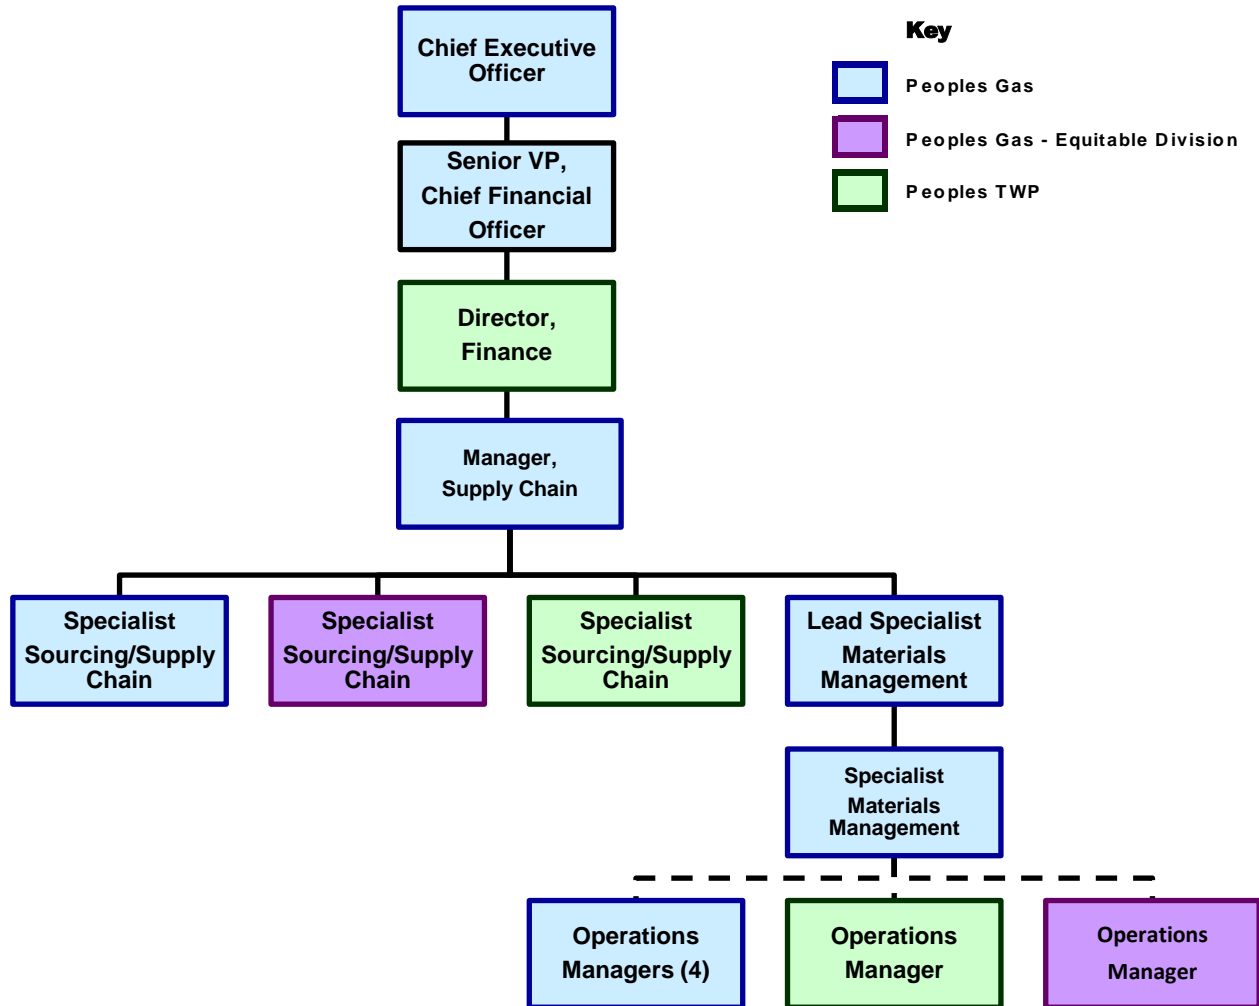 Chief Executive
Officer
Key
Peoples Gas
Peoples Gas - Equitable Division
Peoples TWP
Senior VP,
Chief Financial
Officer
Director,
Finance
Manager,
Supply Chain
Specialist
Sourcing/Supply
Chain
Specialist
Sourcing/Supply
Chain
Specialist
Sourcing/Supply
Chain
Lead Specialist
Materials
Management
Specialist
Materials
Management
Operations
Managers (4)
Operations
Manager
Operations
Manager